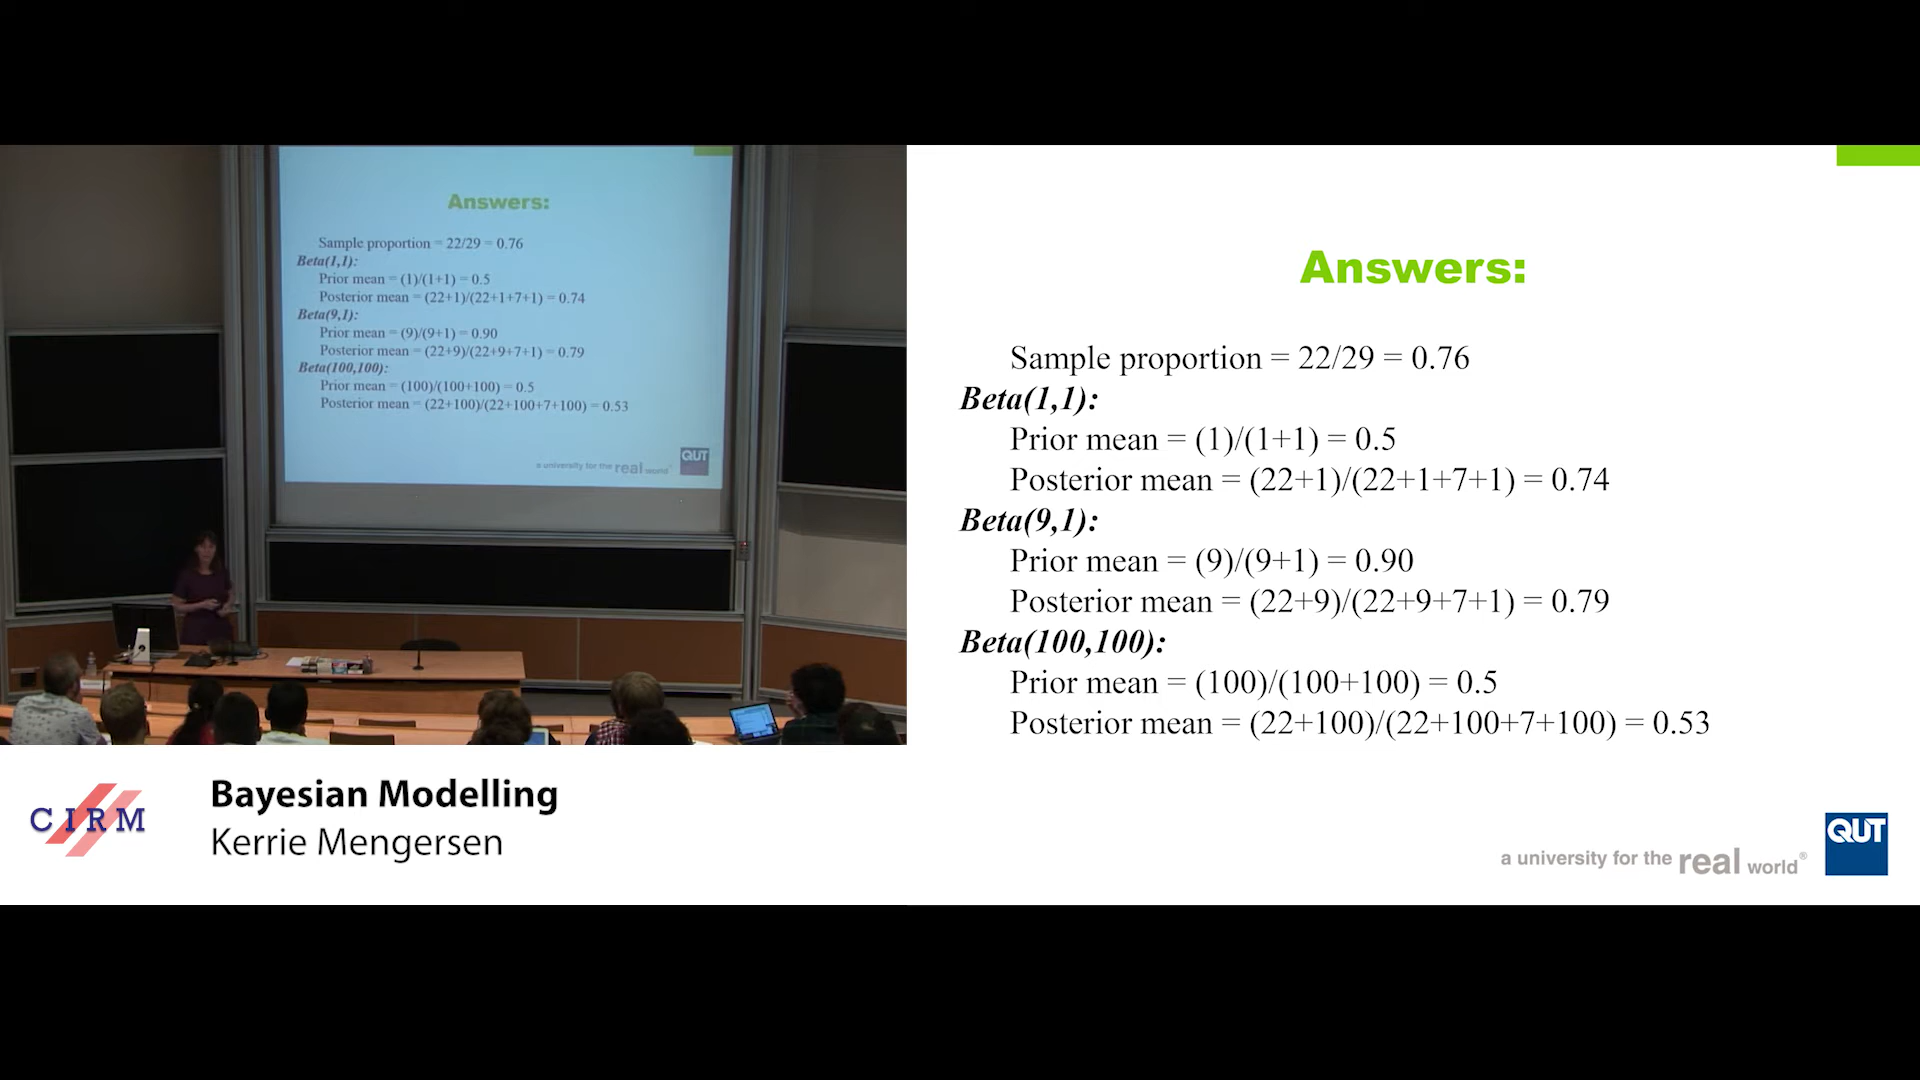 Answers:
Sample proportion = 22/29 = 0.76
Beta(1,1):
Prior mean = (1)/(1+1) = 0.5
Posterior mean = (22+1)/(22+1+7+1) = 0.74
Beta(9,1):
Prior mean = (9)/(9+1) = 0.90
Posterior mean = (22+9)/(22+9+7+1) = 0.79
Beta(100,100):
Prior mean = (100)/(100+100) = 0.5
Posterior mean = (22+100)/(22+100+7+100) = 0.53
a university for the real world
QUT
Answers:
Sample proportion = 22/29 = 0.76
Beta(1,1):
Prior mean = (1)/(1+1) = 0.5
Posterior mean = (22+1)/(22+1+7+1) = 0.74
Beta(9,1):
Prior mean = (9)/(9+1) = 0.90
Posterior mean = (22+9)/(22+9+7+1) = 0.79
Beta(100,100):
Prior mean = (100)/(100+100) = 0.5
Posterior mean = (22+100)/(22+100+7+100) = 0.53
a university for the real world®
QUT
CIRM
Bayesian Modelling
Kerrie Mengersen